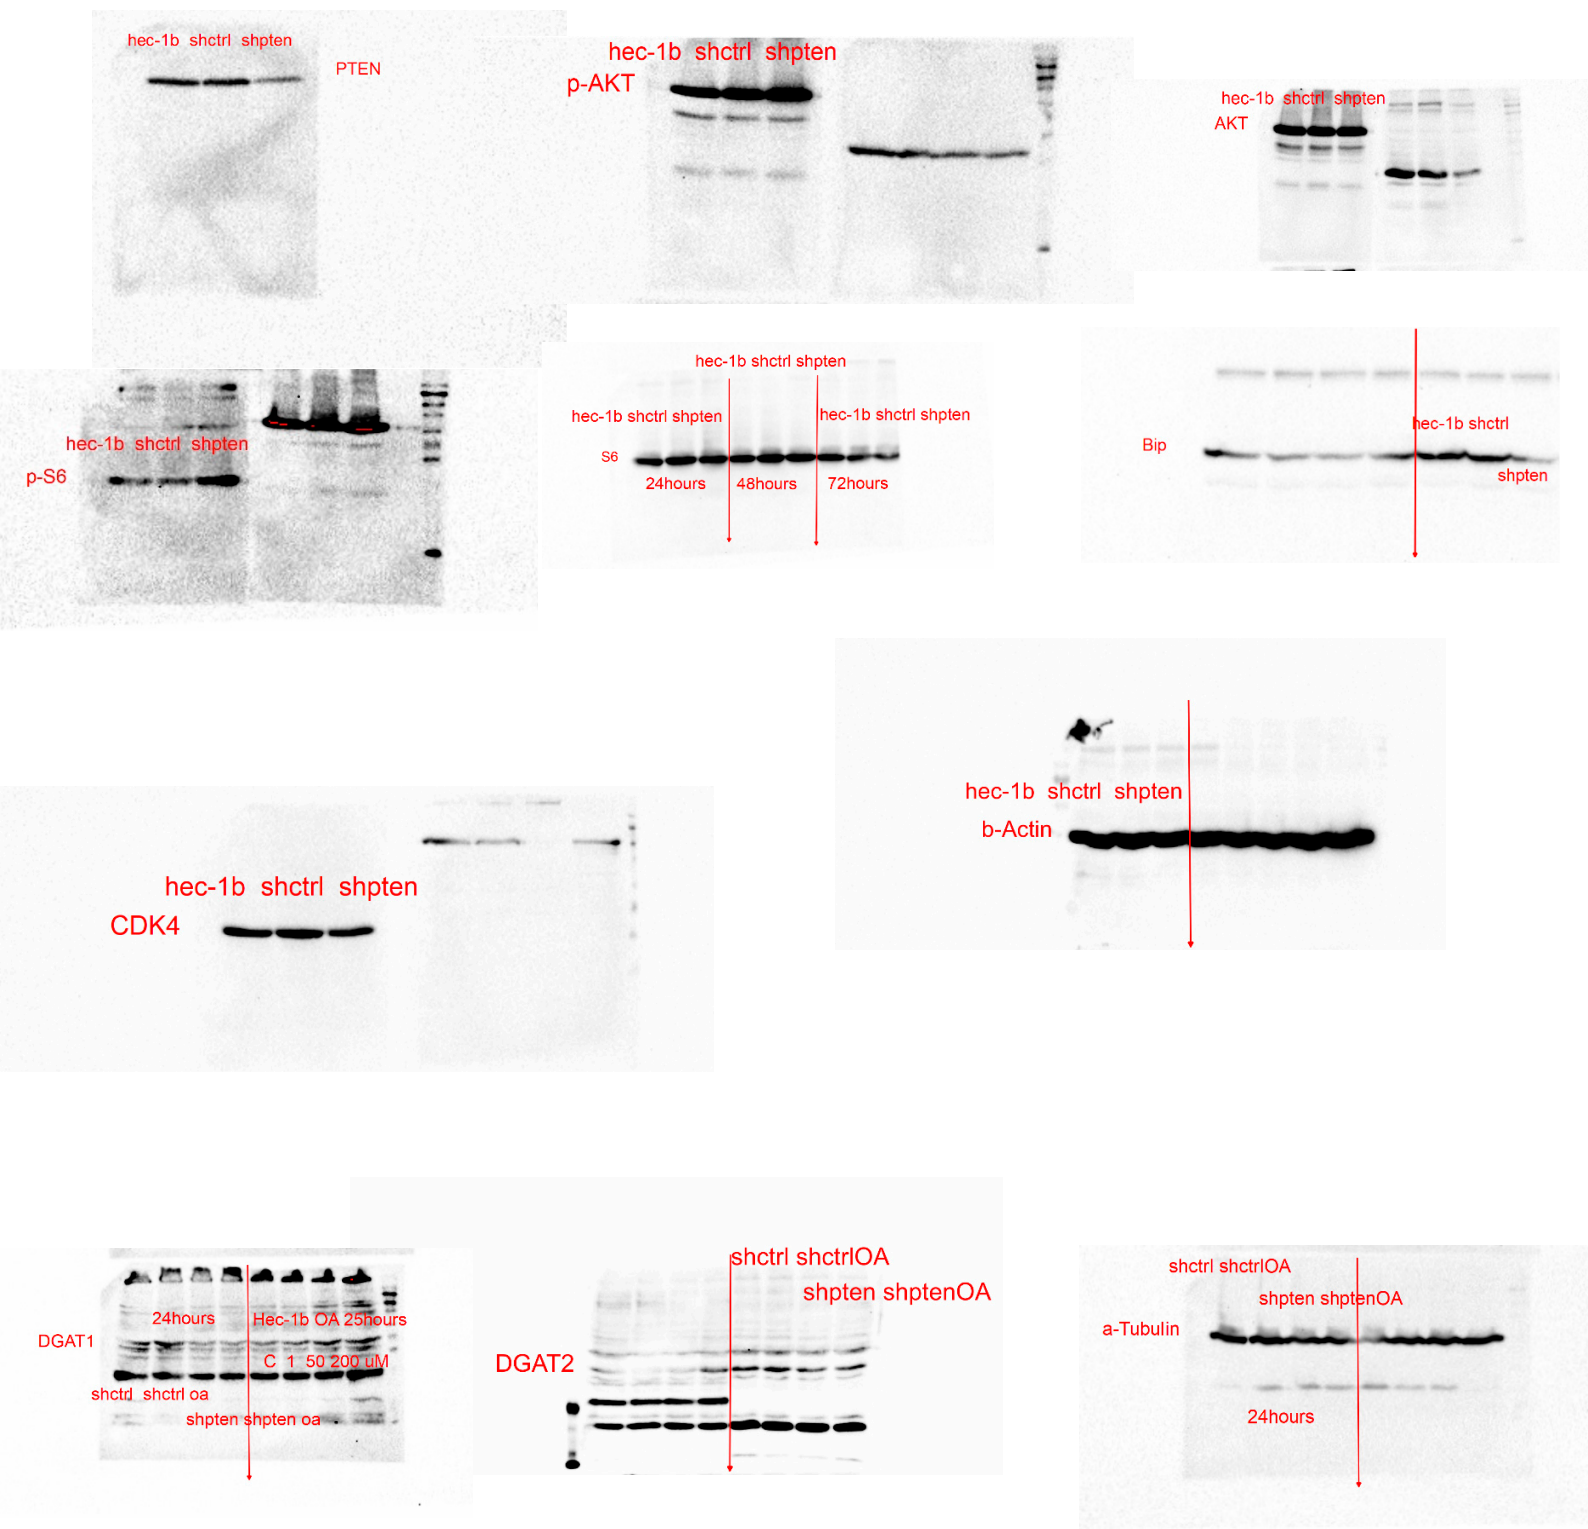 hec-1b shctrl shpten
PTEN
hec-1b shctrl shpten
p-AKT
hec-1b shctrl shpten
AKT
hec-1b shctrl shpten
p-S6
hec-1b shctrl shpten
hec-1b shctrl shpten
hec-1b shctrl shpten
S6
24hours
48hours
72hours
hec-1b shctrl
Bip
shpten
hec-1b shctrl shpten
b-Actin
hec-1b shctrl shpten
CDK4
24hours
Hec-1b OA 25hours
DGAT1
C 1 50 200 uM
shctrl shctrl oa
shpten shpten oa
shctrl shctrlOA
shpten shptenOA
DGAT2
shctrl shctrlOA
shpten shptenOA
a-Tubulin
24hours